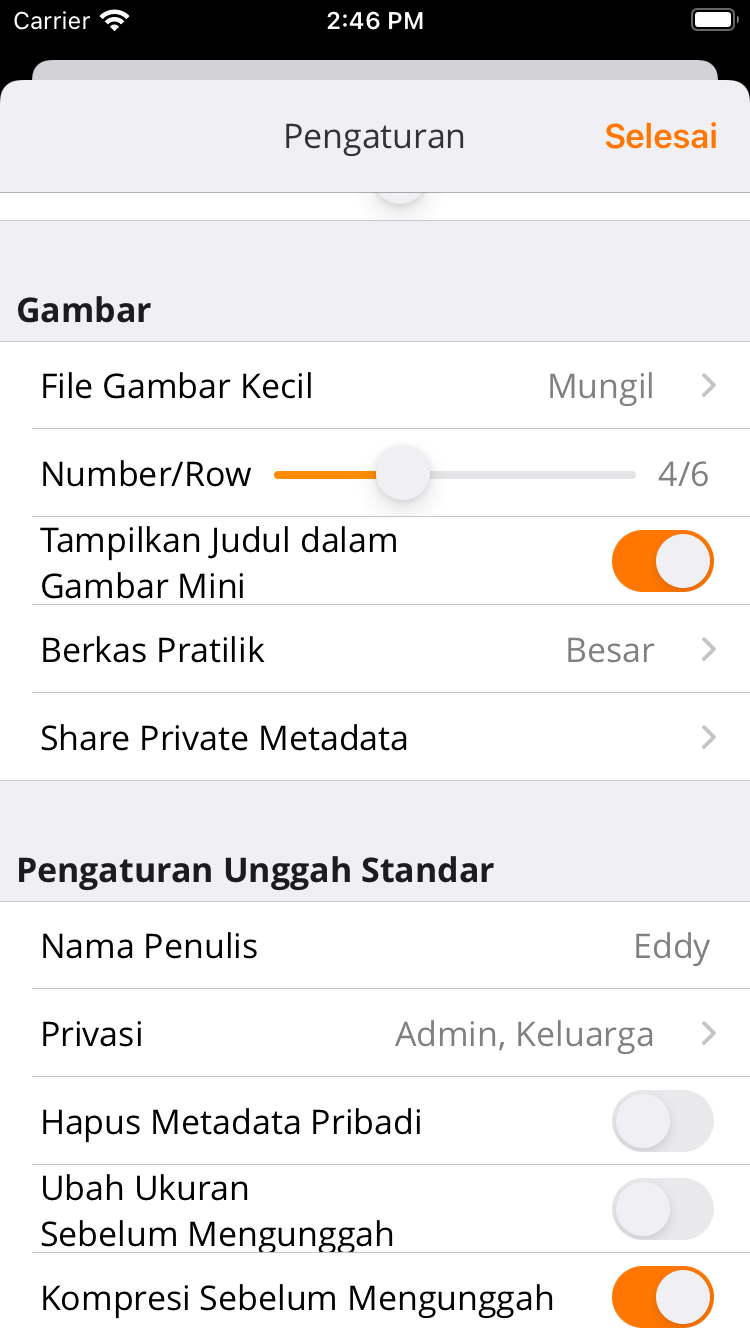 Carrier 2:46 PM
Pengaturan Selesai
Gambar
File Gambar Kecil Mungil
Number/Row 4/6
Tampilkan Judul dalam
Gambar Mini
Berkas Pratilik Besar
Share Private Metadata
Pengaturan Unggah Standar
Nama Penulis Eddy
Privasi Admin, Keluarga
Hapus Metadata Pribadi
Ubah Ukuran
Sebelum Mengunggah
Kompresi Sebelum Mengunggah